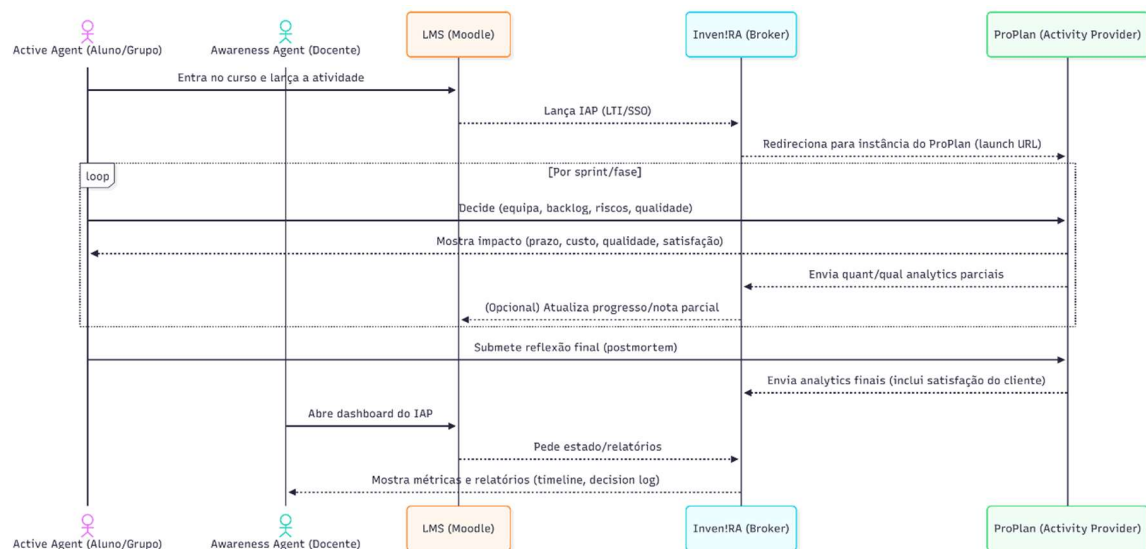 Active Agent (Aluno/Grupo)
Awareness Agent (Docente)
LMS (Moodle)
Inven!RA (Broker)
ProPlan (Activity Provider)
Entra no curso e lança a atividade
Lança IAP (LTI/SSO)
Redireciona para instância do ProPlan (launch URL)
loop
[Por sprint/fase]
Decide (equipa, backlog, riscos, qualidade)
Mostra impacto (prazo, custo, qualidade, satisfação)
Envia quant/qual analytics parciais
(Opcional) Atualiza progresso/nota parcial
Submete reflexão final (postmortem)
Envia analytics finais (inclui satisfação do cliente)
Abre dashboard do IAP
Pede estado/relatórios
Mostra métricas e relatórios (timeline, decision log)
Active Agent (Aluno/Grupo)
Awareness Agent (Docente)
LMS (Moodle)
Inven!RA (Broker)
ProPlan (Activity Provider)